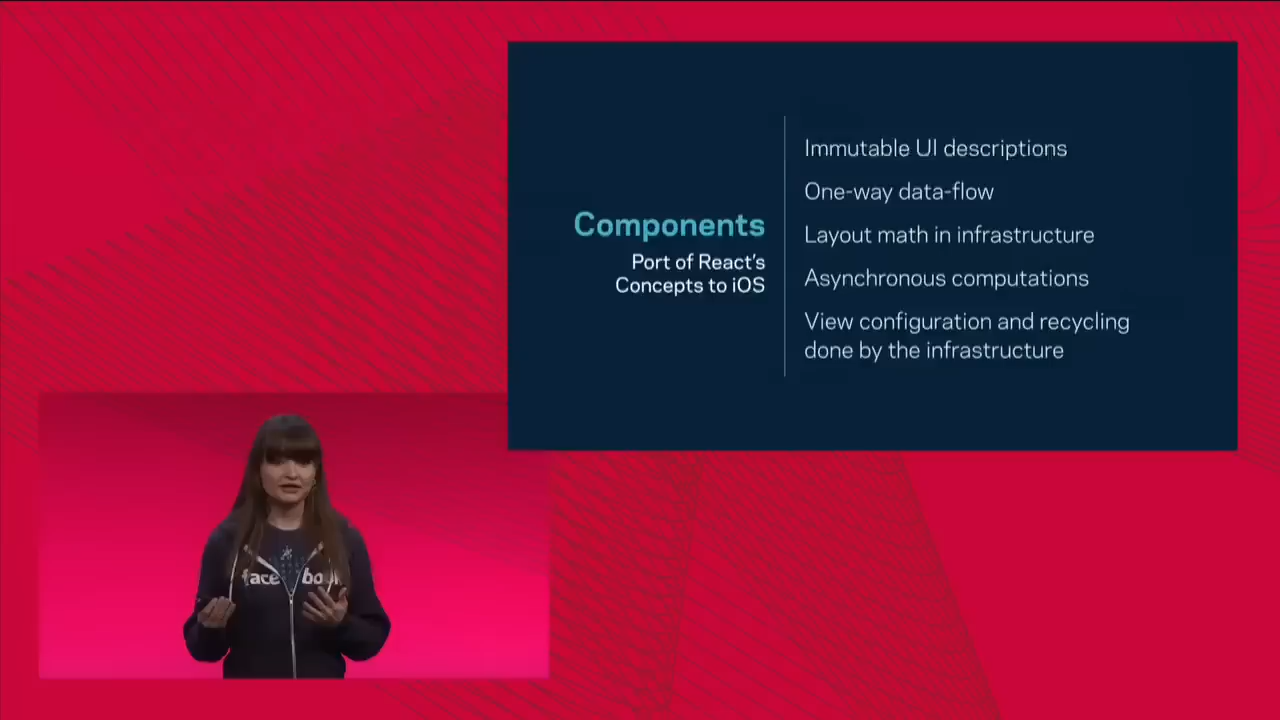 Components
Port of React's
Concepts to iOS
Immutable UI descriptions
One-way data-flow
Layout math in infrastructure
Asynchronous computations
View configuration and recycling
done by the infrastructure